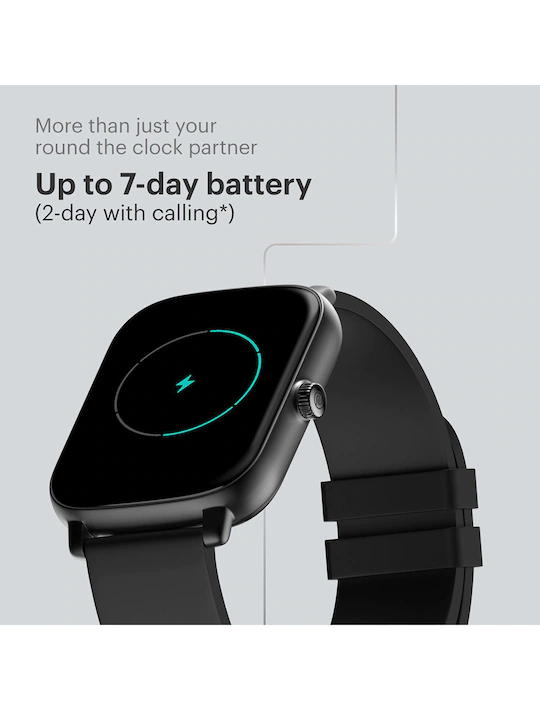 More than just your
round the clock partner
Up to 7-day battery
(2-day with calling*)